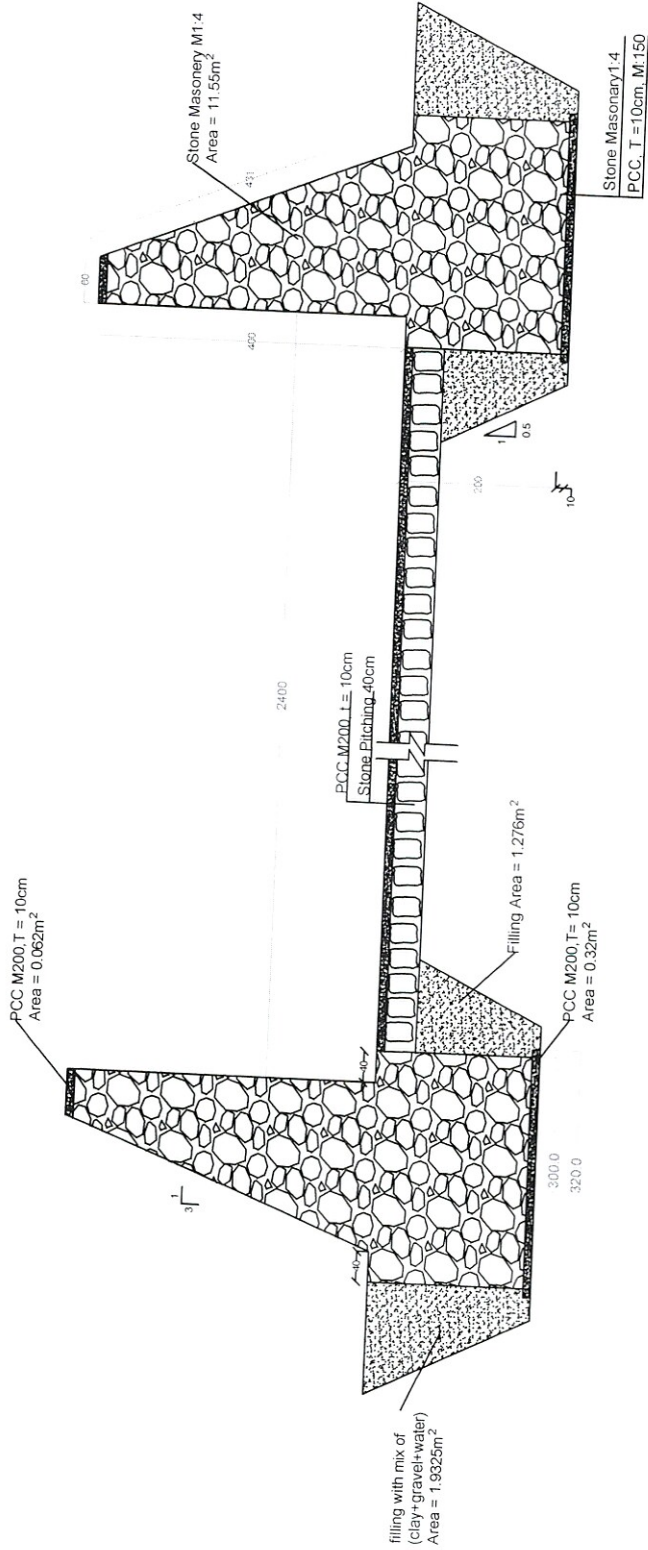 PCC M200,T = 10cm
Area = 0.062m²
60
Stone Masonery M1:4
Area = 11.55m²
400
2400
1
3
40
40
PCC M200 t = 10cm
Stone Pitching 40cm
1
0.5
200
10
filling with mix of
(clay+gravel+water)
Area = 1.9325m²
Filling Area = 1.276m²
PCC M200,T= 10cm
Area = 0.32m²
300.0
320.0
Stone Masonary1:4
PCC, T =10cm, M:150